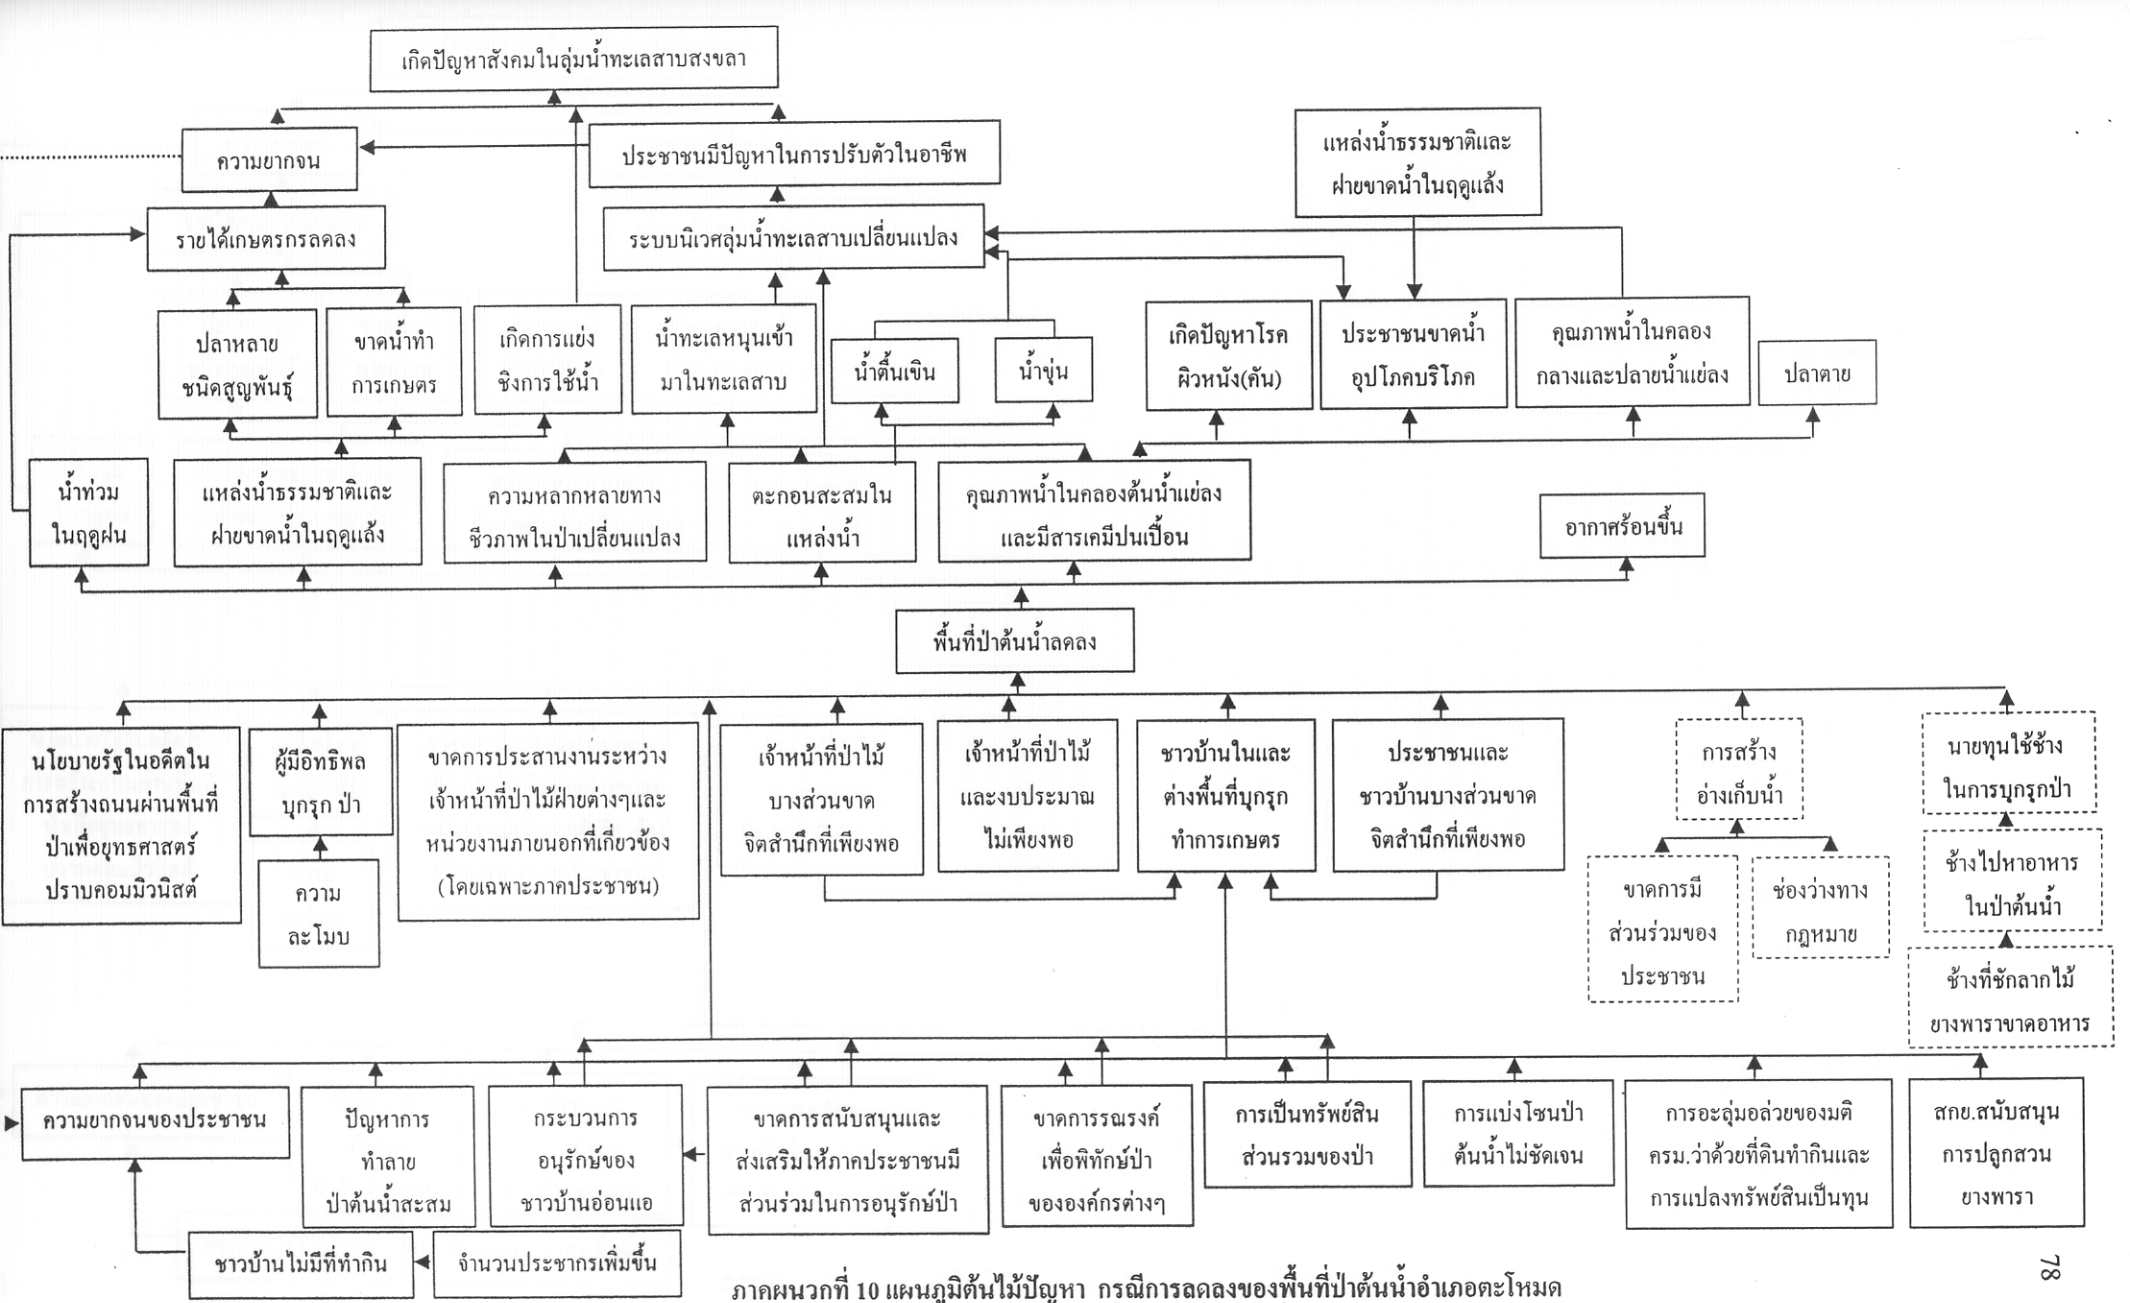 เกิดปัญหาสังคมในลุ่มน้ำทะเลสาบสงขลา
ความยากจน
ประชาชนมีปัญหาในการปรับตัวในอาชีพ
แหล่งน้ำธรรมชาติและ
ฝายขาดน้ำในฤดูแล้ง
รายได้เกษตรกรลดลง
ระบบนิเวศลุ่มน้ำทะเลสาบเปลี่ยนแปลง
ปลาหลาย
ชนิดสูญพันธุ์
ขาดน้ำทำ
การเกษตร
เกิดการแย่ง
ชิงการใช้น้ำ
น้ำทะเลหนุนเข้า
มาในทะเลสาบ
น้ำตื้นเขิน
น้ำขุ่น
เกิดปัญหาโรค
ผิวหนัง(คัน)
ประชาชนขาดน้ำ
อุปโภคบริโภค
คุณภาพน้ำในคลอง
กลางและปลายน้ำแย่ลง
ปลาตาย
น้ำท่วม
ในฤดูฝน
แหล่งน้ำธรรมชาติและ
ฝายขาดน้ำในฤดูแล้ง
ความหลากหลายทาง
ชีวภาพในป่าเปลี่ยนแปลง
ตะกอนสะสมใน
แหล่งน้ำ
คุณภาพน้ำในคลองต้นน้ำแย่ลง
และมีสารเคมีปนเปื้อน
อากาศร้อนขึ้น
พื้นที่ป่าต้นน้ำลดลง
นโยบายรัฐในอดีตใน
การสร้างถนนผ่านพื้นที่
ป่าเพื่อยุทธศาสตร์
ปราบคอมมิวนิสต์
ผู้มีอิทธิพล
บุกรุก ป่า
ความ
ละโมบ
ขาดการประสานงานระหว่าง
เจ้าหน้าที่ป่าไม้ฝ่ายต่างๆและ
หน่วยงานภายนอกที่เกี่ยวข้อง
(โดยเฉพาะภาคประชาชน)
เจ้าหน้าที่ป่าไม้
บางส่วนขาด
จิตสำนึกที่เพียงพอ
เจ้าหน้าที่ป่าไม้
และงบประมาณ
ไม่เพียงพอ
ชาวบ้านในและ
ต่างพื้นที่บุกรุก
ทำการเกษตร
ประชาชนและ
ชาวบ้านบางส่วนขาด
จิตสำนึกที่เพียงพอ
การสร้าง
อ่างเก็บน้ำ
ขาดการมี
ส่วนร่วมของ
ประชาชน
ช่องว่างทาง
กฎหมาย
นายทุนใช้ช้าง
ในการบุกรุกป่า
ช้างไปหาอาหาร
ในป่าต้นน้ำ
ช้างที่ชักลากไม้
ยางพาราขาดอาหาร
ความยากจนของประชาชน
ปัญหาการ
ทำลาย
ป่าต้นน้ำสะสม
กระบวนการ
อนุรักษ์ของ
ชาวบ้านอ่อนแอ
ขาดการสนับสนุนและ
ส่งเสริมให้ภาคประชาชนมี
ส่วนร่วมในการอนุรักษ์ป่า
ขาดการรณรงค์
เพื่อพิทักษ์ป่า
ขององค์กรต่างๆ
การเป็นทรัพย์สิน
ส่วนรวมของป่า
การแบ่งโซนป่า
ต้นน้ำไม่ชัดเจน
การอะลุ่มอล่วยของมติ
ครม.ว่าด้วยที่ดินทำกินและ
การแปลงทรัพย์สินเป็นทุน
สกย.สนับสนุน
การปลูกสวน
ยางพารา
ชาวบ้านไม่มีที่ทำกิน
จำนวนประชากรเพิ่มขึ้น
ภาคผนวกที่ 10 แผนภูมิต้นไม้ปัญหา กรณีการลดลงของพื้นที่ป่าต้นน้ำอำเภอตะโหมด
78